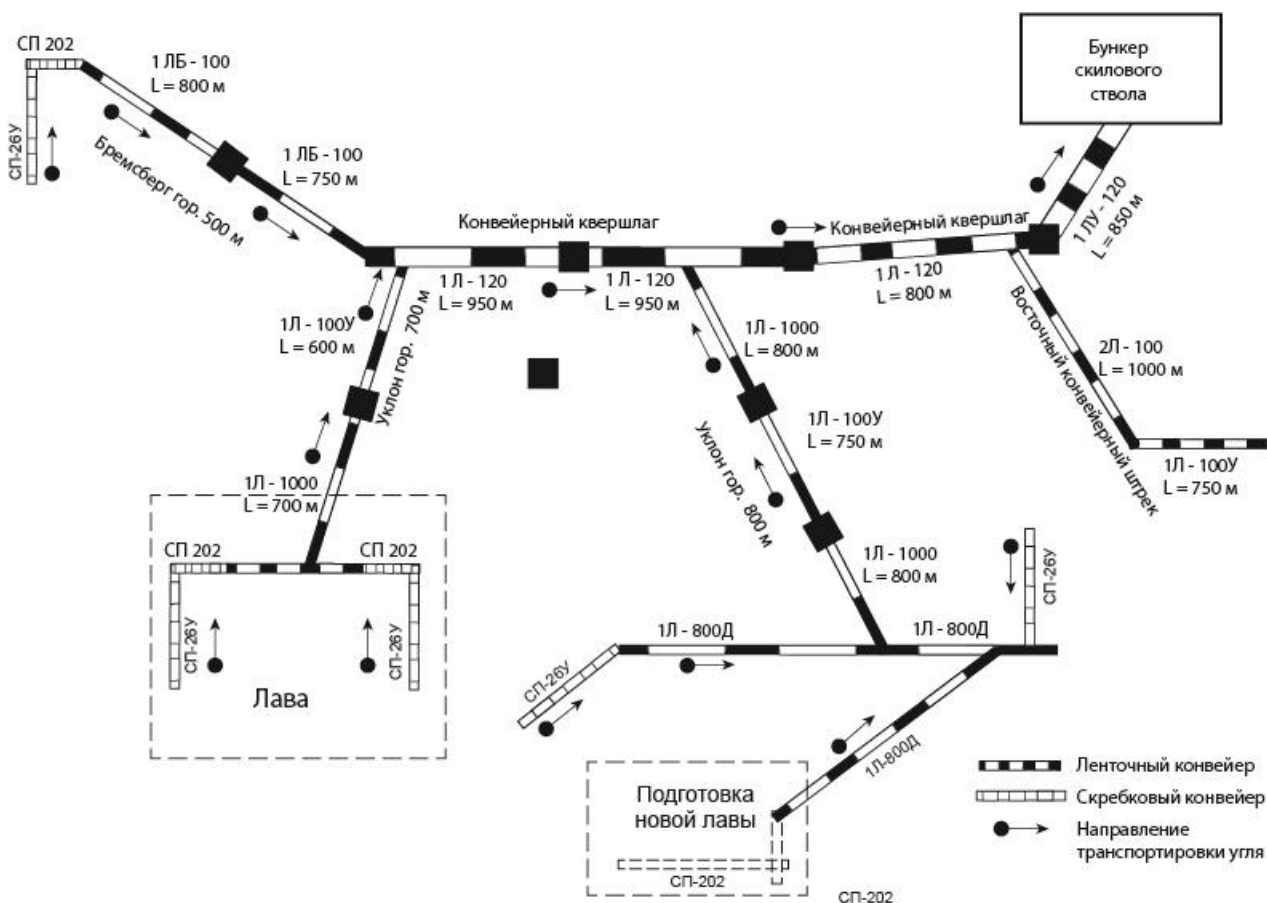 СП 202
1 ЛБ - 100
L = 800 м
СП-26У
Бремсберг гор. 500 м
1 ЛБ - 100
L = 750 м
Бункер
скилового
ствола
Конвейерный квершлаг
Конвейерный квершлаг
1 ЛУ - 120
L = 850 м
1 Л - 120
L = 950 м
1 Л - 120
L = 950 м
1 Л - 120
L = 800 м
1Л - 100У
L = 600 м
Уклон гор. 700 м
1Л - 1000
L = 800 м
Восточный конвейерный штрек
2Л - 100
L = 1000 м
1Л - 100У
L = 750 м
Уклон гор. 800 м
1Л - 100У
L = 750 м
1Л - 1000
L = 700 м
СП 202
СП 202
СП-26У
СП-26У
Лава
1Л - 1000
L = 800 м
СП-26У
1Л - 800Д
1Л - 800Д
СП-26У
1Л-800Д
Подготовка
новой лавы
СП-202
СП-202
Ленточный конвейер
Скребковый конвейер
Направление
транспортировки угля